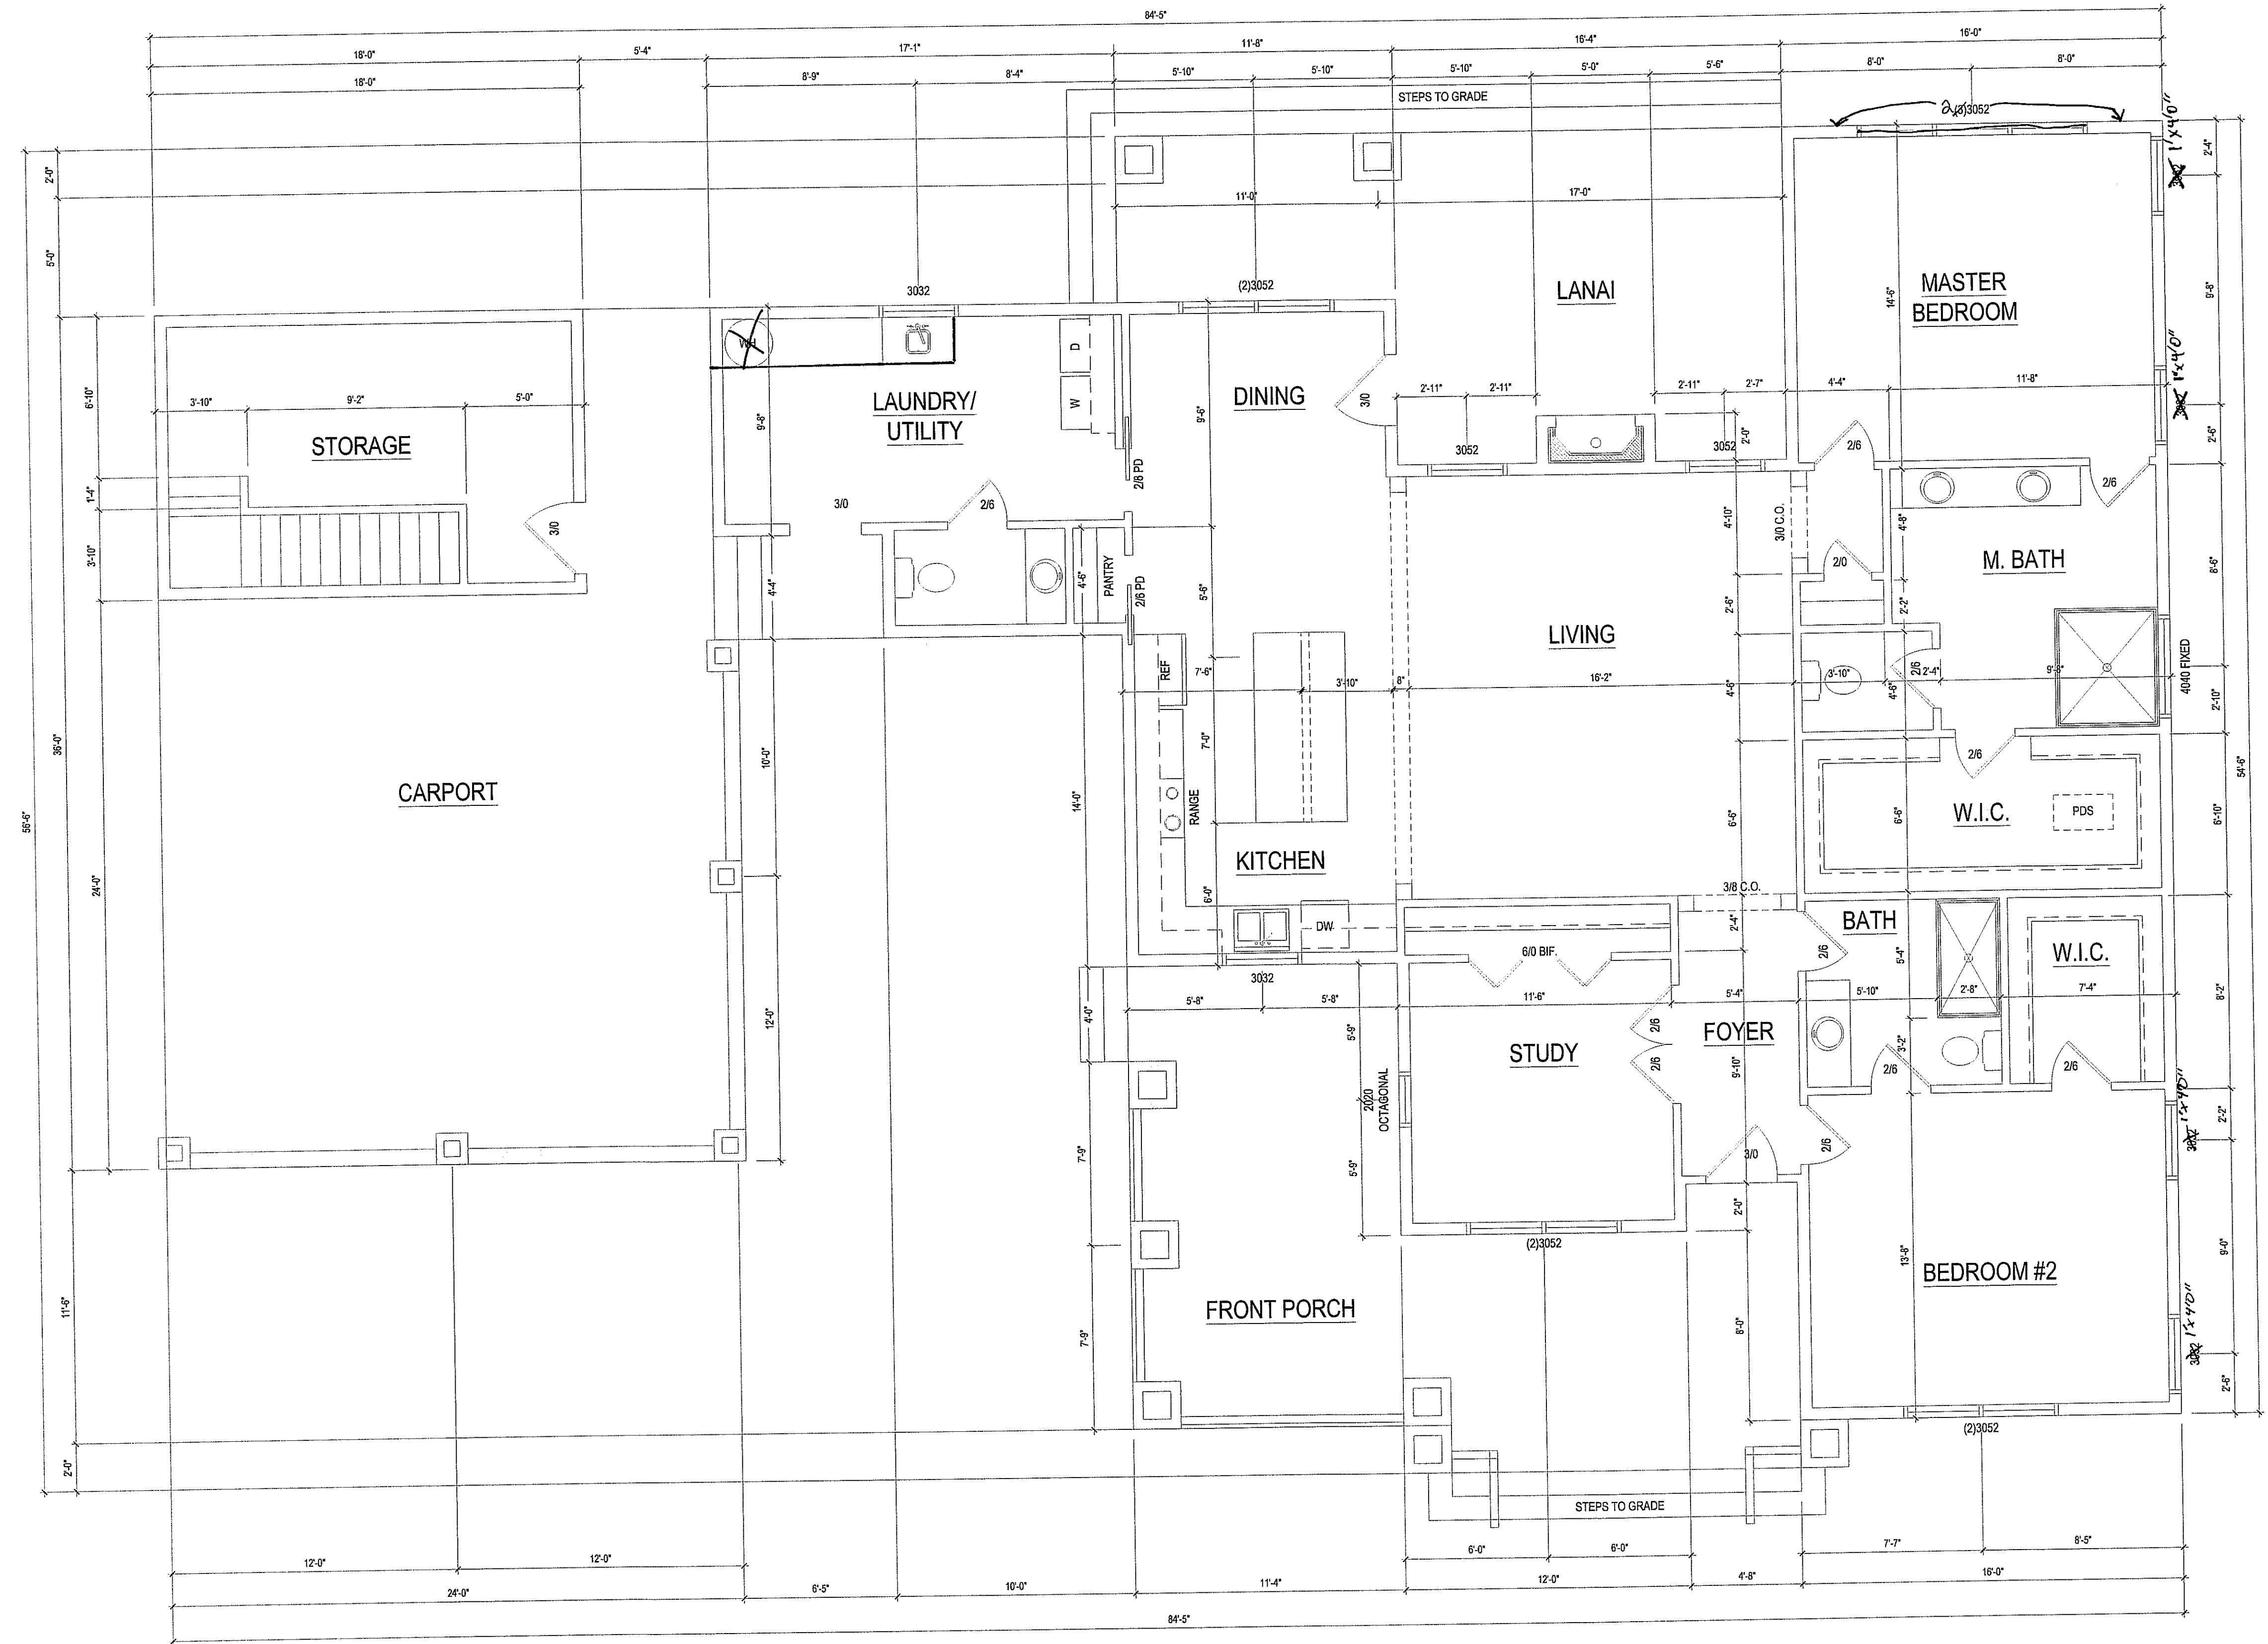 84'-5"
18'-0" 5'-4" 17'-1" 11'-8" 16'-4" 16'-0"
18'-0" 8'-9" 8'-4" 5'-10" 5'-10" 5'-10" 5'-0" 5'-6" 8'-0" 8'-0"
STEPS TO GRADE
2 (3)3052
1'x4'0"
2'-4"
2'-0"
11'-0" 17'-0"
5'-0"
3032 (2)3052
LANAI
MASTER
BEDROOM
14'-6"
9'-8"
WH
D
W
1'x4'0"
2'-6"
6'-10"
3'-10" 9'-2" 5'-0"
STORAGE
9'-8"
LAUNDRY/
UTILITY
DINING
9'-6"
3/0
2'-11" 2'-11" 2'-11" 2'-7" 4'-4" 11'-8"
3052 3052
2'-0"
2/6
2/6
2/8 PD
1'-4"
3'-10"
3/0
3/0 2/6
4'-10"
3/0 C.O.
4'-8"
M. BATH
8'-6"
4'-4"
4'-6"
PANTRY
2/6 PD
5'-6"
2/0
2'-6"
2'-2"
LIVING
REF
7'-6"
3'-10" 8" 16'-2" 3'-10" 2/6 2'-4"
4'-6"
4'-6"
4040 FIXED
2'-10"
36'-0"
56'-6"
54'-6"
10'-0"
14'-0"
7'-0"
RANGE
2/6
CARPORT
W.I.C.
PDS
6'-6"
6'-6"
6'-10"
KITCHEN
24'-0"
6'-0"
3/8 C.O.
DW
2'-4"
BATH
W.I.C.
6/0 BIF.
2/6
5'-4"
3032
5'-8" 5'-8" 11'-6" 5'-4" 5'-10" 2'-8" 7'-4"
8'-2"
12'-0"
4'-0"
5'-9"
STUDY
FOYER
2/6
2/6
9'-10"
3'-2"
2/6 2/6
2020
OCTAGONAL
1'x4'0"
2'-2"
7'-9"
5'-9"
3/0
2/6
2'-0"
(2)3052
13'-8"
9'-0"
BEDROOM #2
11'-6"
FRONT PORCH
7'-9"
8'-0"
1'x4'0"
2'-6"
(2)3052
2'-0"
STEPS TO GRADE
12'-0" 12'-0" 6'-0" 6'-0" 7'-7" 8'-5"
24'-0" 6'-5" 10'-0" 11'-4" 12'-0" 4'-8" 16'-0"
84'-5"